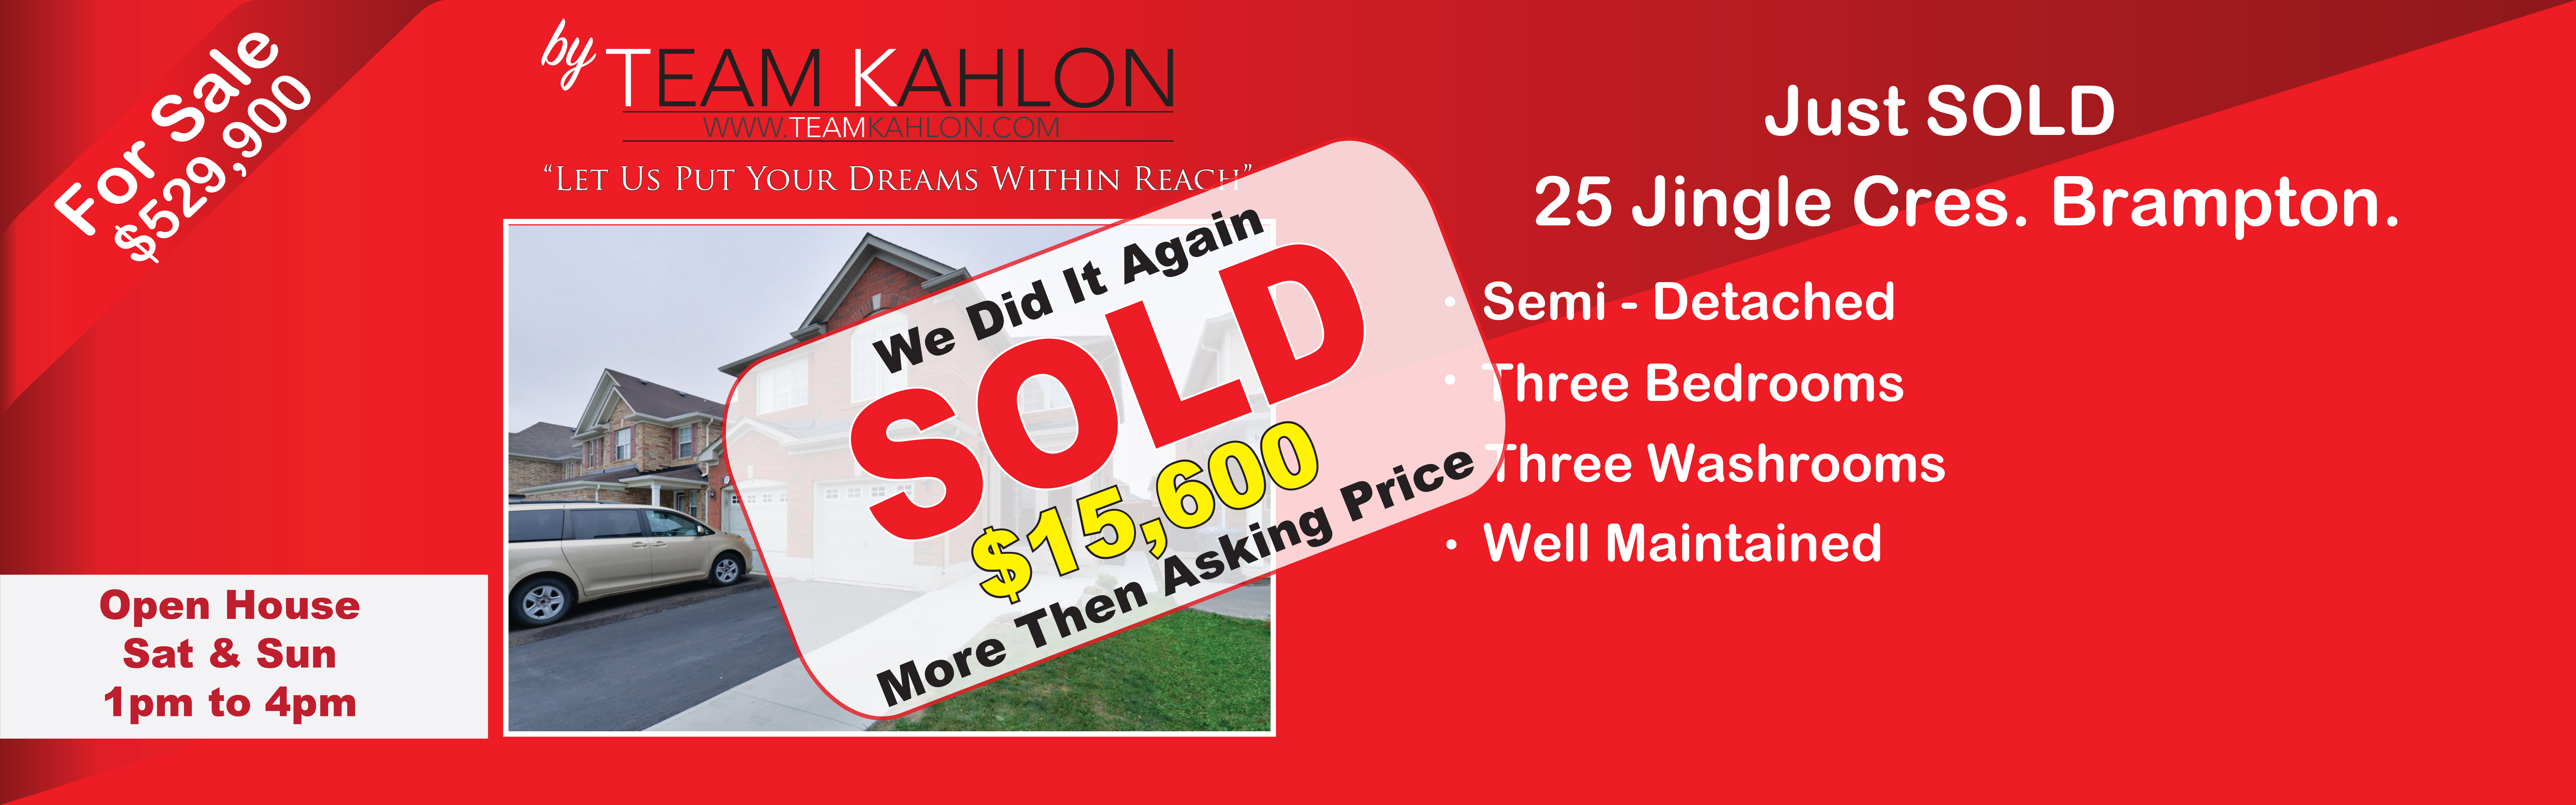 For Sale
$529,900
by TEAM KAHLON
WWW.TEAMKAHLON.COM
“LET US PUT YOUR DREAMS WITHIN REACH”
We Did It Again
SOLD
$15,600
More Then Asking Price
Open House
Sat & Sun
1pm to 4pm
Just SOLD
25 Jingle Cres. Brampton.
• Semi - Detached
• Three Bedrooms
Three Washrooms
• Well Maintained